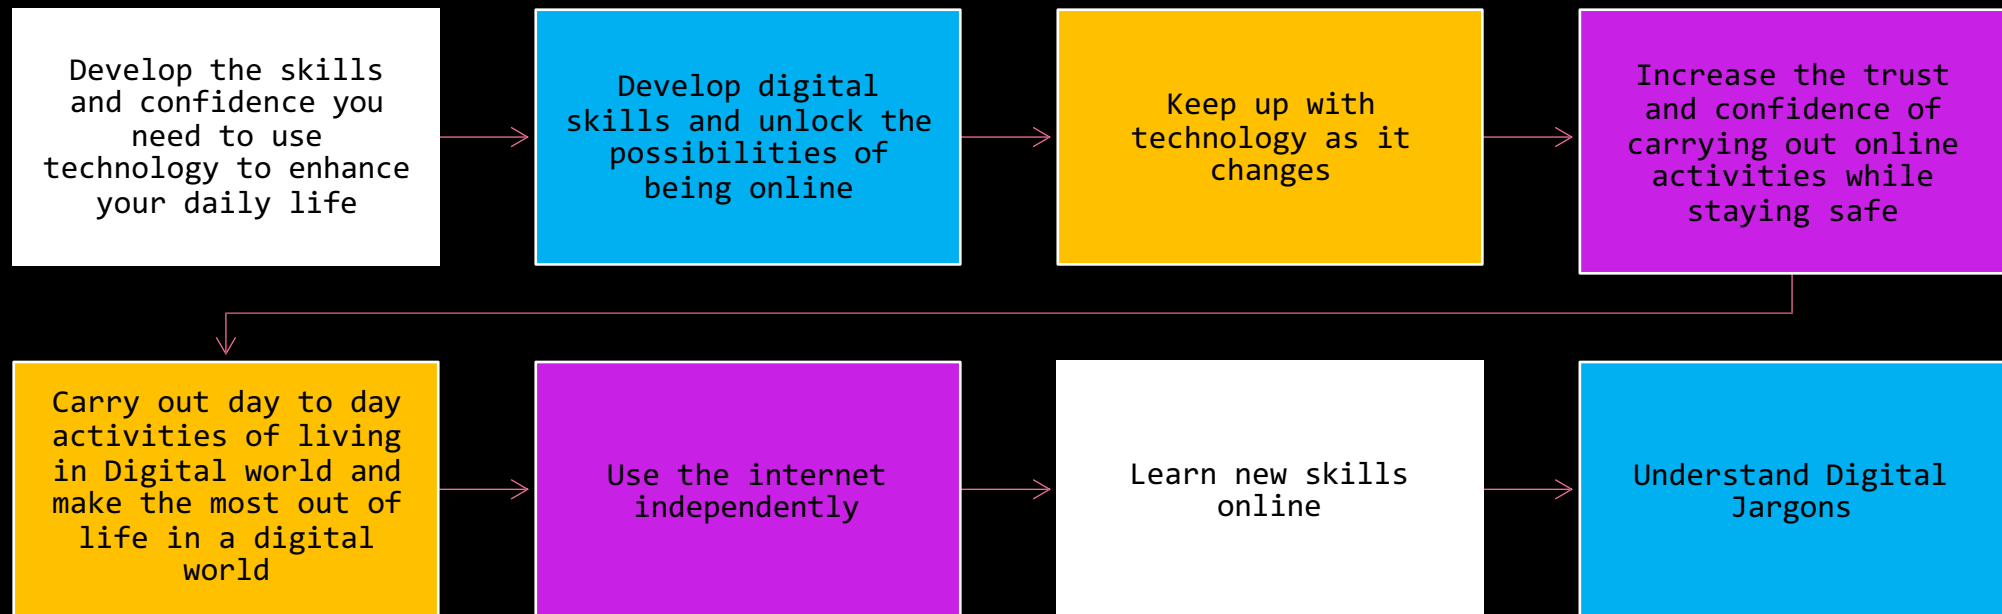 Develop the skills
and confidence you
need to use
technology to enhance
your daily life
Develop digital
skills and unlock the
possibilities of
being online
Keep up with
technology as it
changes
Increase the trust
and confidence of
carrying out online
activities while
staying safe
Carry out day to day
activities of living
in Digital world and
make the most out of
life in a digital
world
Use the internet
independently
Learn new skills
online
Understand Digital
Jargons